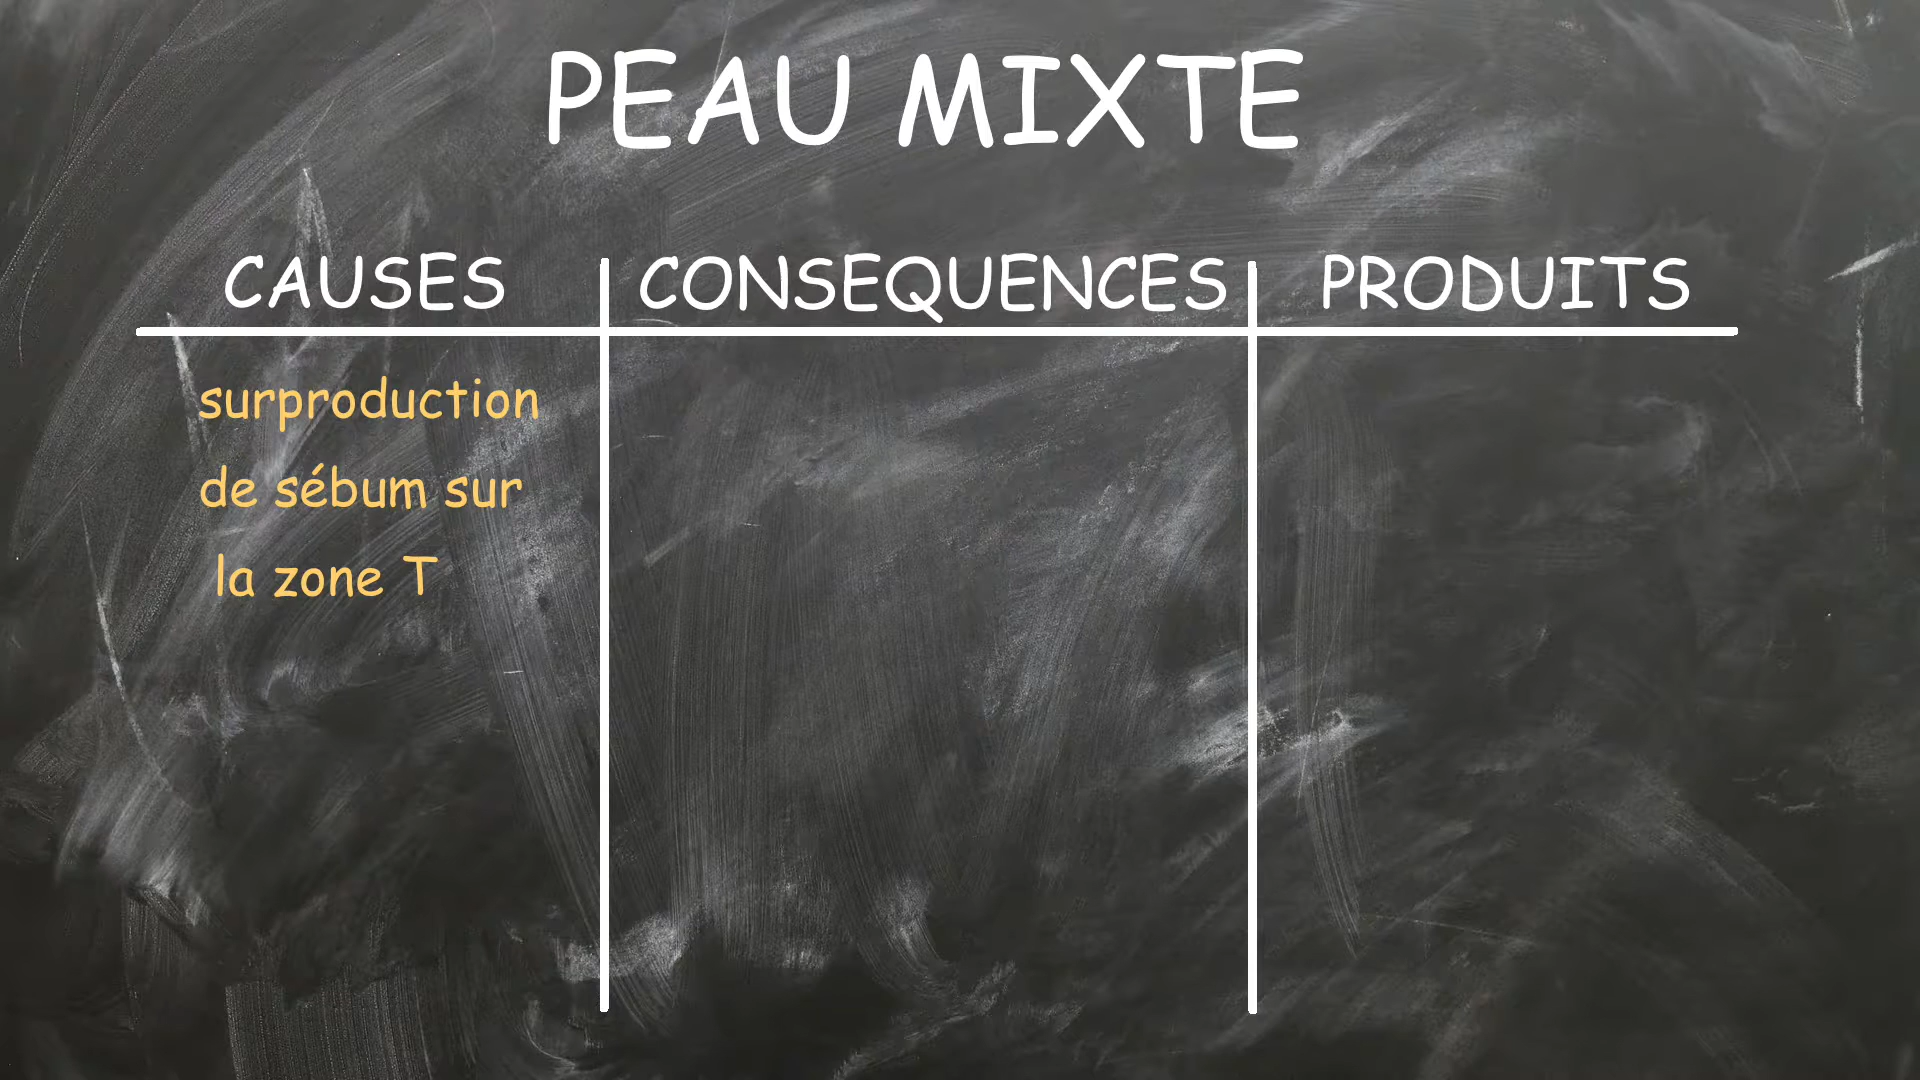 PEAU MIXTE
CAUSES
CONSEQUENCES
PRODUITS
surproduction
de sébum sur
la zone T